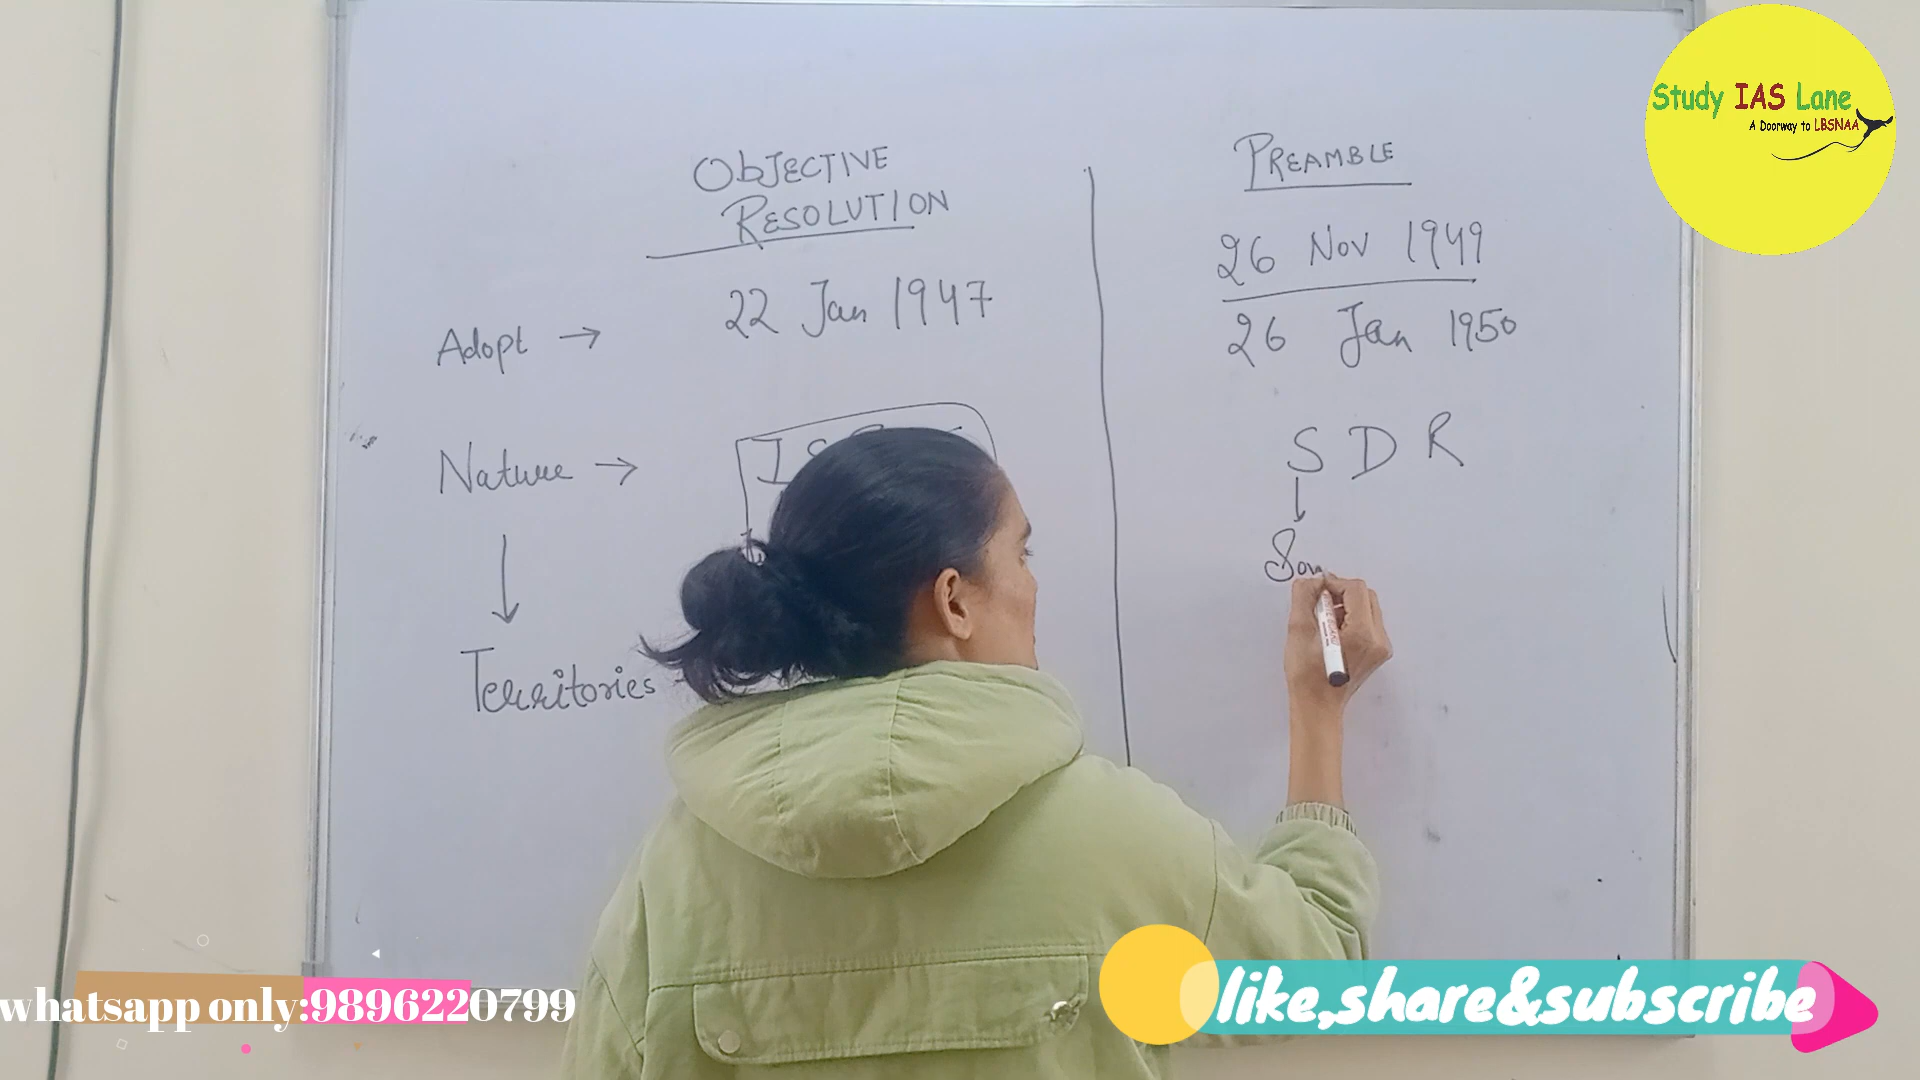 Study IAS Lane
A Doorway to LBSNAA
ObJECTIVE
RESOLUTION
PREAMBLE
Adopt → 22 Jan 1947
26 Nov 1949
26 Jan 1950
Nature → I S
S D R
↓
Sov
↓
Territories
whatsapp only:9896220799
like,share&subscribe